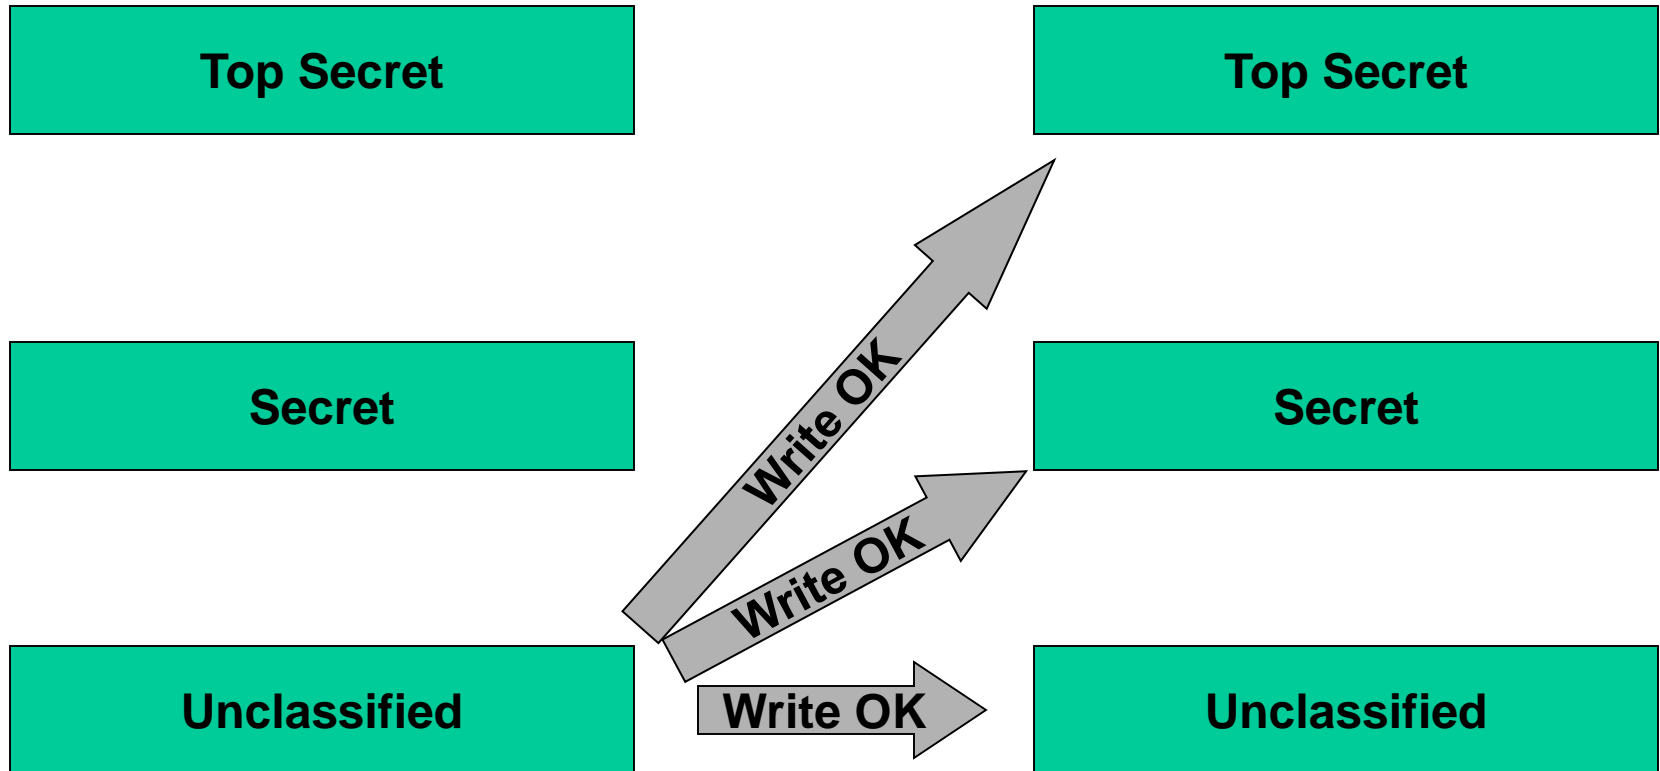 Top Secret
Top Secret
Write OK
Secret
Secret
Write OK
Unclassified
Write OK
Unclassified